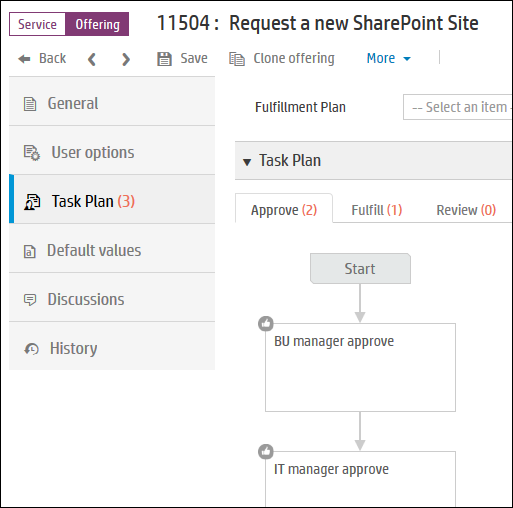 Service Offering 11504 : Request a new SharePoint Site
Back Save Clone offering More
General
User options
Task Plan (3)
Default values
Discussions
History
Fulfillment Plan -- Select an item -
Task Plan
Approve (2) Fulfill (1) Review (0)
Start
BU manager approve
IT manager approve